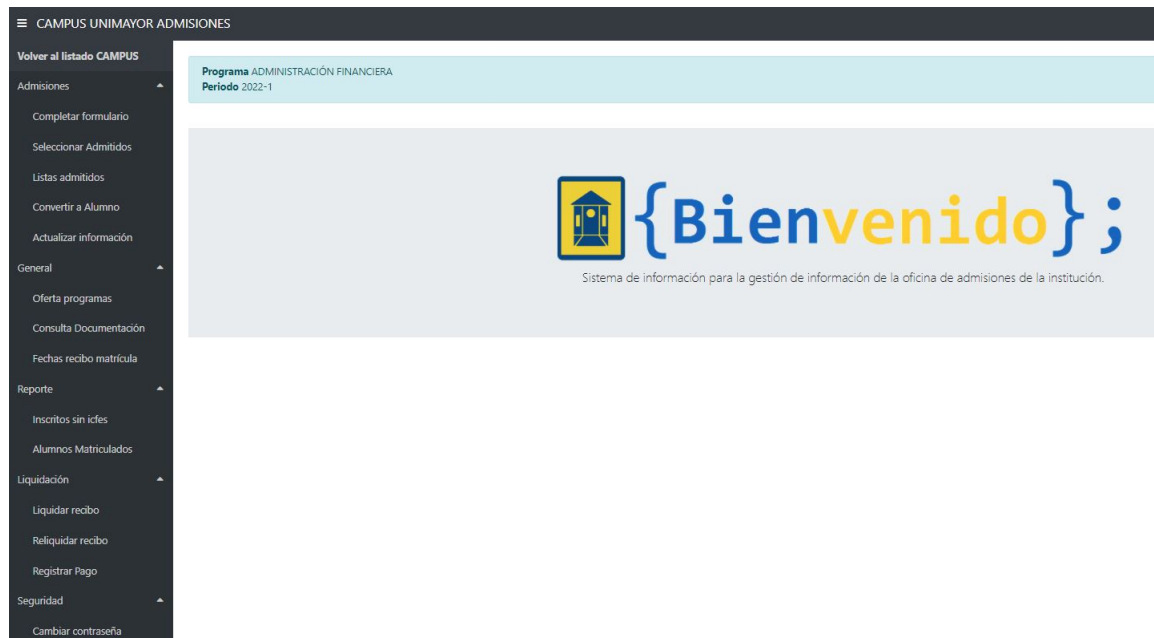 ≡ CAMPUS UNIMAYOR ADMISIONES
Volver al listado CAMPUS
Admisiones
Completar formulario
Seleccionar Admitidos
Listas admitidos
Convertir a Alumno
Actualizar información
General
Oferta programas
Consulta Documentación
Fechas recibo matrícula
Reporte
Inscritos sin icfes
Alumnos Matriculados
Liquidación
Liquidar recibo
Reliquidar recibo
Registrar Pago
Seguridad
Cambiar contraseña
Programa ADMINISTRACIÓN FINANCIERA
Periodo 2022-1
{Bienvenido};
Sistema de información para la gestión de información de la oficina de admisiones de la institución.